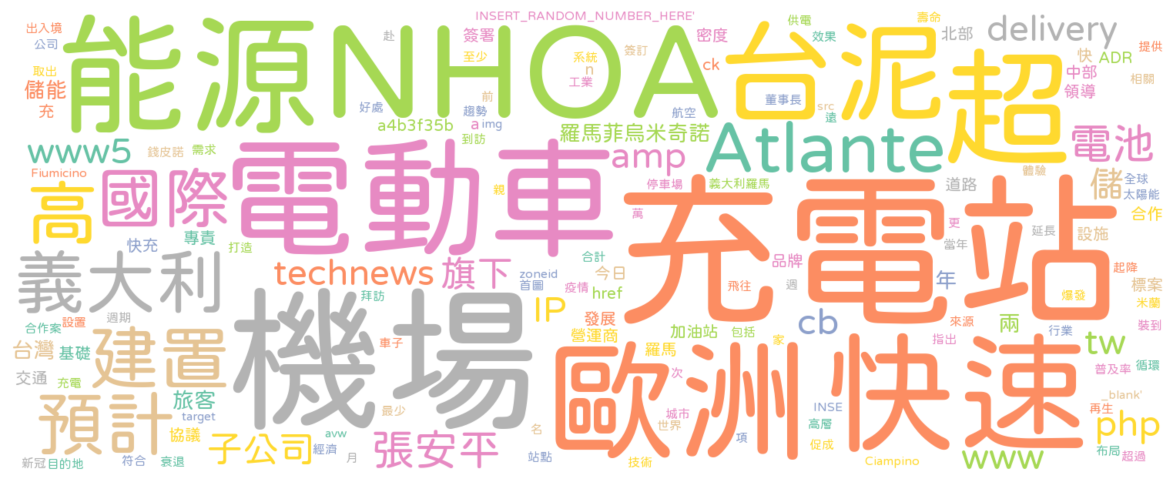 INSERT_RANDOM_NUMBER_HERE'
出入境
公司
取出
儲能
充
能源
NHOA
赴
簽署
至少
好處
趨勢
前
a
img
a4b3f35b
到訪
系統
n
工業
簽訂
密度
ck
航空
台泥
供電
效果
董事長
src
遠
壽命
北部
delivery
超
快
ADR
中部
領導
提供
相關
www5
錢皮諾
需求
Fiumicino
羅馬菲烏米奇諾
amp
Atlante
電池
停車場
義大利羅馬
體驗
道路
儲
全球
太陽能
合作
高
國際
電動車
親
萬
充電站
更
當年
延長
設施
快充
專責
打造
義大利
technews
旗下
zoneid
首圖
合計
疫情
今日
href
品牌
飛往
週
年
爆發
起降
標案
米蘭
裝到
拜訪
IP
機場
合作案
設置
週期
台灣
基礎
建置
車子
發展
營運商
加油站
包括
家
cb
來源
指出
兩
行業
tw
普及率
循環
交通
充電
旅客
target
羅馬
次
歐洲
快速
城市
世界
INSE
項
高層
促成
_blank'
再生
php
布局
超過
預計
最少
協議
子公司
avw
經濟
月
張安平
名
站點
技術
Ciampino
www
新冠
目的地
符合
衰退